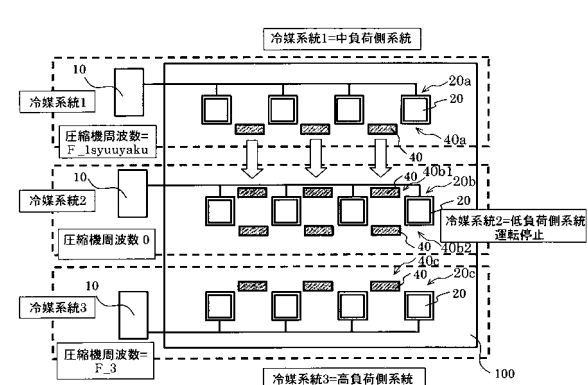 冷媒系統1=中負荷側系統
10
20a
冷媒系統1
20
40a
圧縮機周波数=
F_1syuuyaku
40
10
40
40b1
20b
冷媒系統2
20
冷媒系統2=低負荷側系統
運転停止
圧縮機周波数0
40
40b2
40c
10
40
20c
冷媒系統3
20
圧縮機周波数=
F_3
100
冷媒系統3=高負荷側系統